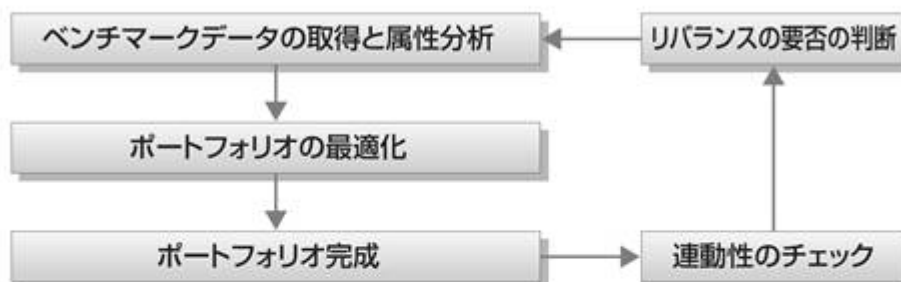 ベンチマークデータの取得と属性分析
リバランスの要否の判断
ポートフォリオの最適化
ポートフォリオ完成
連動性のチェック